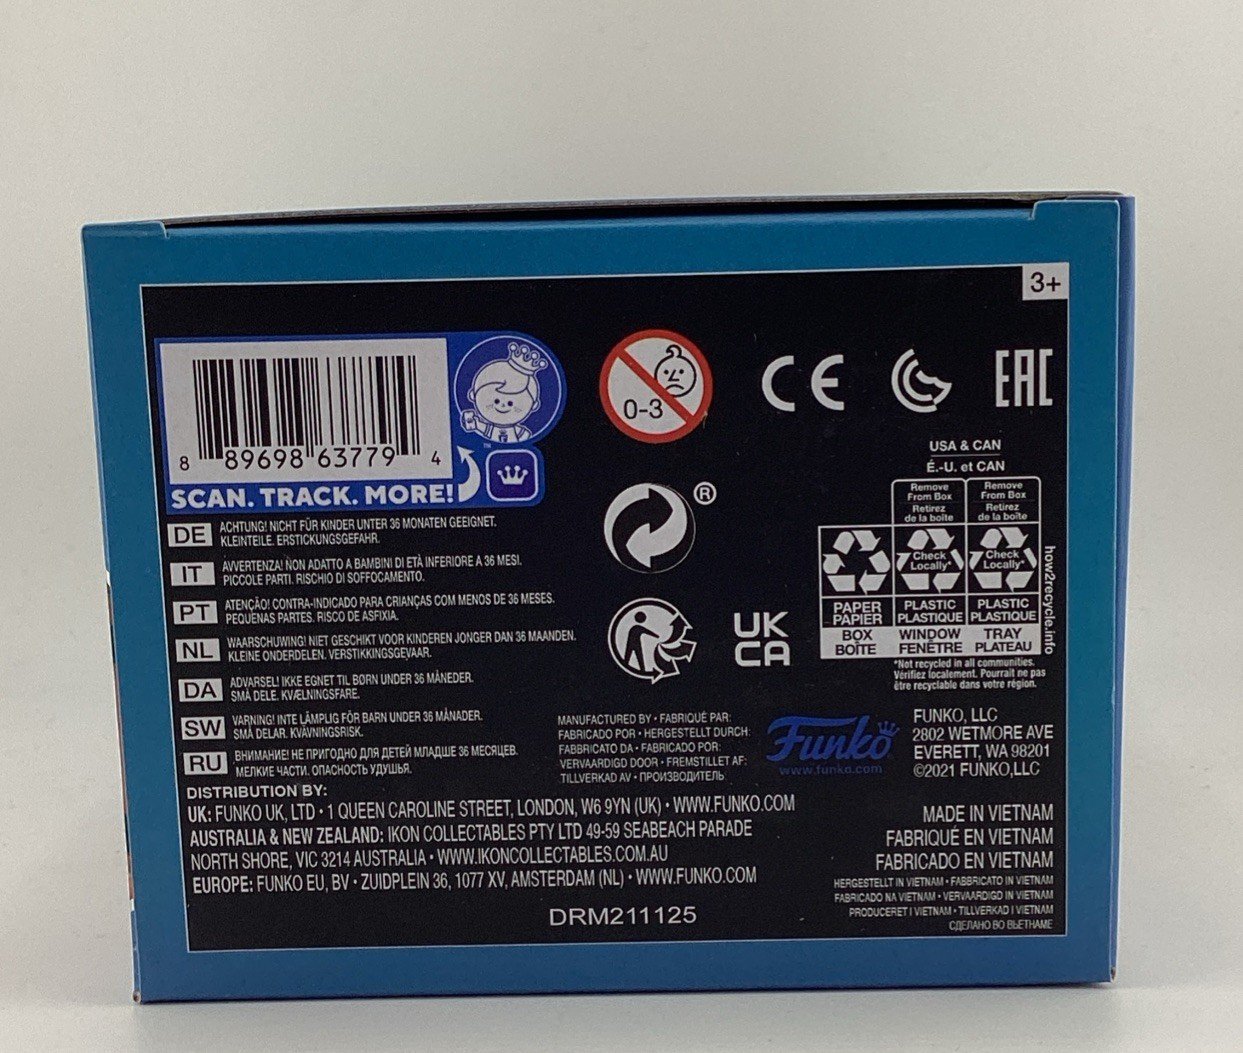 3+
8 89698 63779 4
™
SCAN. TRACK. MORE!
0-3
CE
EAC
®
UK
CA
USA & CAN
É.-U. et CAN
Remove
From Box
Retirez
de la boîte
Remove
From Box
Retirez
de la boîte
Check
Locally*
Check
Locally*
PAPER
PAPIER
PLASTIC
PLASTIQUE
PLASTIC
PLASTIQUE
BOX
BOÎTE
WINDOW
FENÊTRE
TRAY
PLATEAU
how2recycle.info
*Not recycled in all communities.
Vérifiez localement. Pourrait ne pas
être recyclable dans votre région.
DE ACHTUNG! NICHT FÜR KINDER UNTER 36 MONATEN GEEIGNET.
KLEINTEILE. ERSTICKUNGSGEFAHR.
IT AVVERTENZA! NON ADATTO A BAMBINI DI ETÀ INFERIORE A 36 MESI.
PICCOLE PARTI. RISCHIO DI SOFFOCAMENTO.
PT ATENÇÃO! CONTRA-INDICADO PARA CRIANÇAS COM MENOS DE 36 MESES.
PEQUENAS PARTES. RISCO DE ASFIXIA.
NL WAARSCHUWING! NIET GESCHIKT VOOR KINDEREN JONGER DAN 36 MAANDEN.
KLEINE ONDERDELEN. VERSTIKKINGSGEVAAR.
DA ADVARSEL! IKKE EGNET TIL BØRN UNDER 36 MÅNEDER.
SMÅ DELE. KVÆLNINGSFARE.
SW VARNING! INTE LÄMPLIG FÖR BARN UNDER 36 MÅNADER.
SMÅ DELAR. KVÄVNINGSRISK.
RU ВНИМАНИЕ! НЕ ПРИГОДНО ДЛЯ ДЕТЕЙ МЛАДШЕ 36 МЕСЯЦЕВ.
МЕЛКИЕ ЧАСТИ. ОПАСНОСТЬ УДУШЬЯ.
MANUFACTURED BY • FABRIQUÉ PAR:
FABRICADO POR • HERGESTELLT DURCH:
FABBRICATO DA • FABRICADO POR:
VERVAARDIGD DOOR • FREMSTILLET AF:
TILLVERKAD AV • ПРОИЗВОДИТЕЛЬ
Funko
www.funko.com
FUNKO, LLC
2802 WETMORE AVE
EVERETT, WA 98201
©2021 FUNKO,LLC
DISTRIBUTION BY:
UK: FUNKO UK, LTD • 1 QUEEN CAROLINE STREET, LONDON, W6 9YN (UK) • WWW.FUNKO.COM
AUSTRALIA & NEW ZEALAND: IKON COLLECTABLES PTY LTD 49-59 SEABEACH PARADE
NORTH SHORE, VIC 3214 AUSTRALIA • WWW.IKONCOLLECTABLES.COM.AU
EUROPE: FUNKO EU, BV • ZUIDPLEIN 36, 1077 XV, AMSTERDAM (NL) • WWW.FUNKO.COM
MADE IN VIETNAM
FABRIQUÉ EN VIETNAM
FABRICADO EN VIETNAM
HERGESTELLT IN VIETNAM • FABBRICATO IN VIETNAM
FABRICADO NA VIETNAM • VERVAARDIGD IN VIETNAM
PRODUCERET I VIETNAM • TILLVERKAD I VIETNAM
СДЕЛАНО ВО ВЬЕТНАМЕ
DRM211125